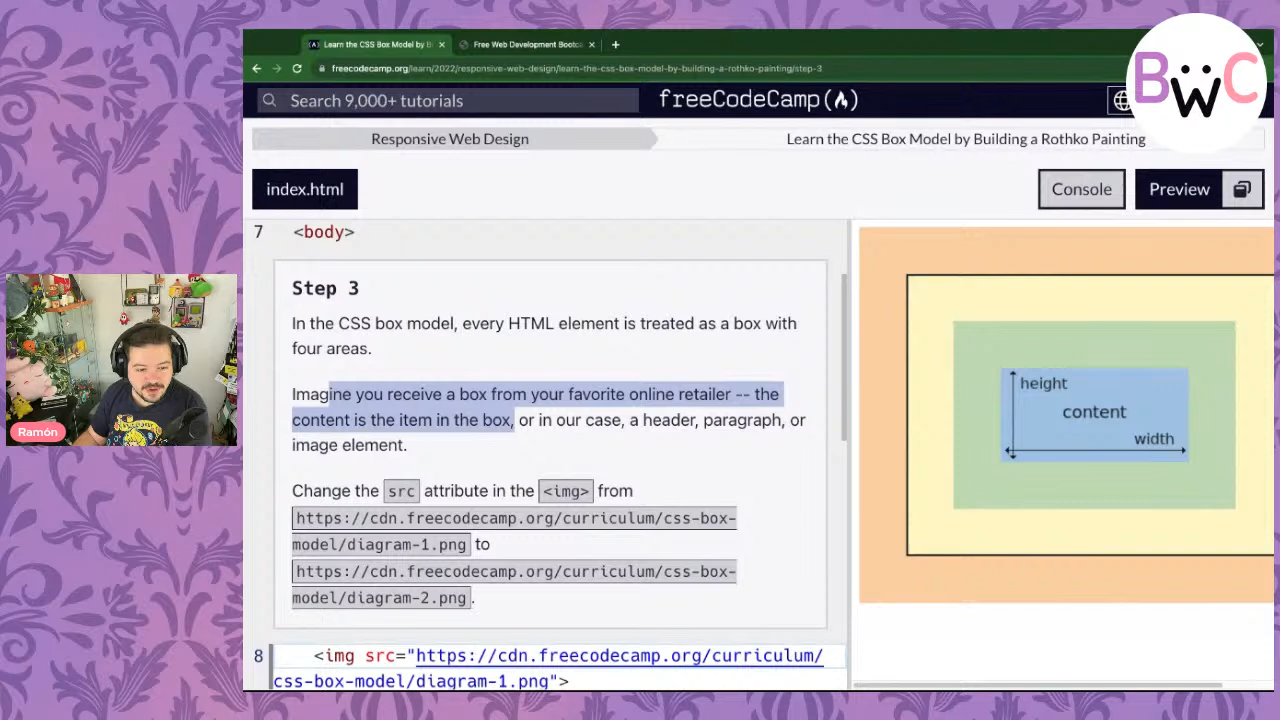 Learn the CSS Box Model by B
Free Web Development Bootca
freecodecamp.org/learn/2022/responsive-web-design/learn-the-css-box-model-by-building-a-rothko-painting/step-3
BwC
Search 9,000+ tutorials
freeCodeCamp
Responsive Web Design
Learn the CSS Box Model by Building a Rothko Painting
index.html
Console
Preview
7 <body>
Step 3
In the CSS box model, every HTML element is treated as a box with
four areas.
Imagine you receive a box from your favorite online retailer -- the
content is the item in the box, or in our case, a header, paragraph, or
image element.
Change the src attribute in the <img> from
https://cdn.freecodecamp.org/curriculum/css-box-
model/diagram-1.png to
https://cdn.freecodecamp.org/curriculum/css-box-
model/diagram-2.png.
8 <img src="https://cdn.freecodecamp.org/curriculum/
css-box-model/diagram-1.png">
height
content
width
Ramón